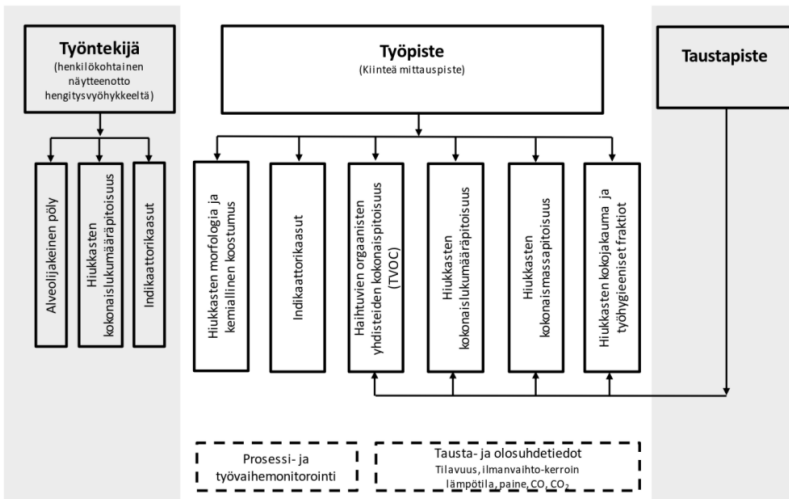 Työntekijä
(henkilökohtainen
näytteenotto
hengitysvyöhykkeeltä)
Työpiste
(Kiinteä mittauspiste)
Taustapiste
Alveolijakeinen pöly
Hiukkasten
kokonaislukumääräpitoisuus
Indikaattorikaasut
Hiukkasten morfologia ja
kemiallinen koostumus
Indikaattorikaasut
Haihtuvien orgaanisten
yhdisteiden kokonaispitoisuus
(TVOC)
Hiukkasten
kokonaislukumääräpitoisuus
Hiukkasten
kokonaismassapitoisuus
Hiukkasten kokojakauma ja
työhygieeniset fraktiot
Prosessi- ja
työvaihemonitorointi
Tausta- ja olosuhdetiedot
Tilavuus, ilmanvaihto-kerroin
lämpötila, paine, CO, CO₂